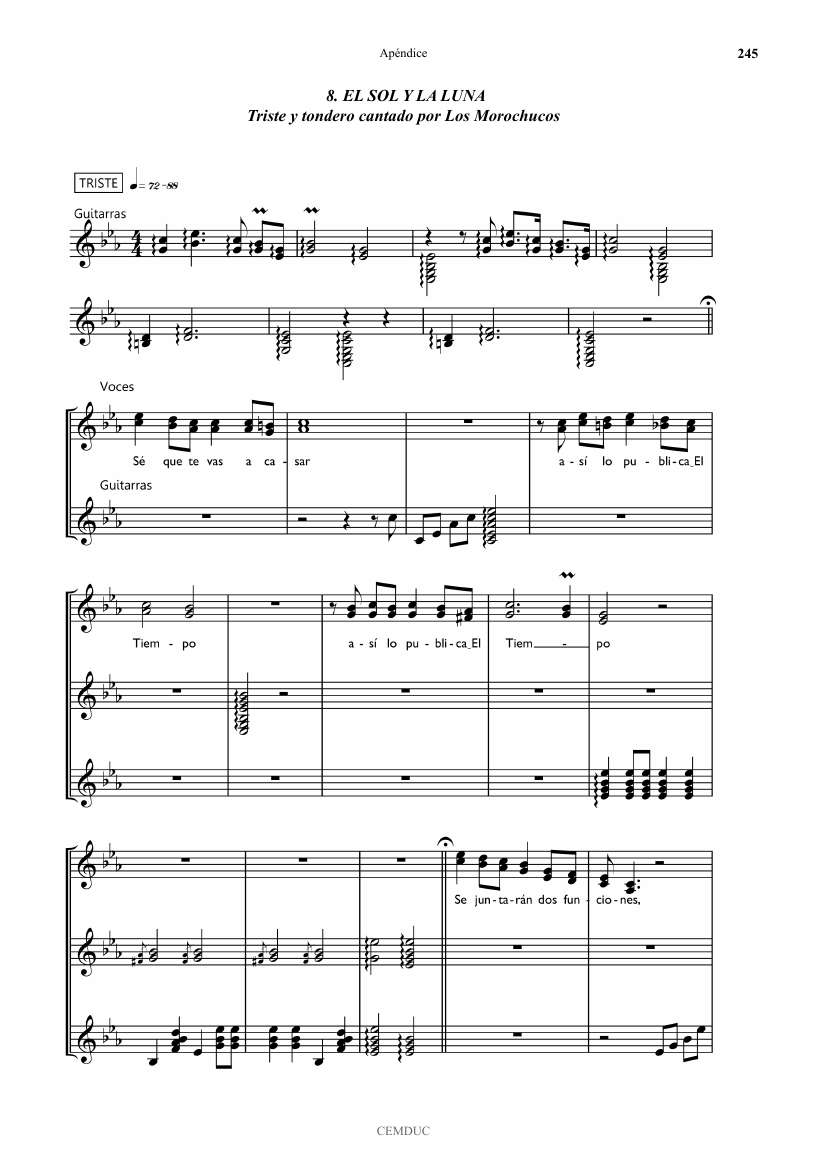 Apéndice 245
8. EL SOL Y LA LUNA
Triste y tondero cantado por Los Morochucos
TRISTE = 72-88
Guitarras
Voces
Sé que te vas a ca - sar a - sí lo pu - bli - ca_El
Guitarras
Tiem - po a - sí lo pu - bli - ca_El Tiem - po
Se jun - ta - rán dos fun - cio - nes,
CEMDUC